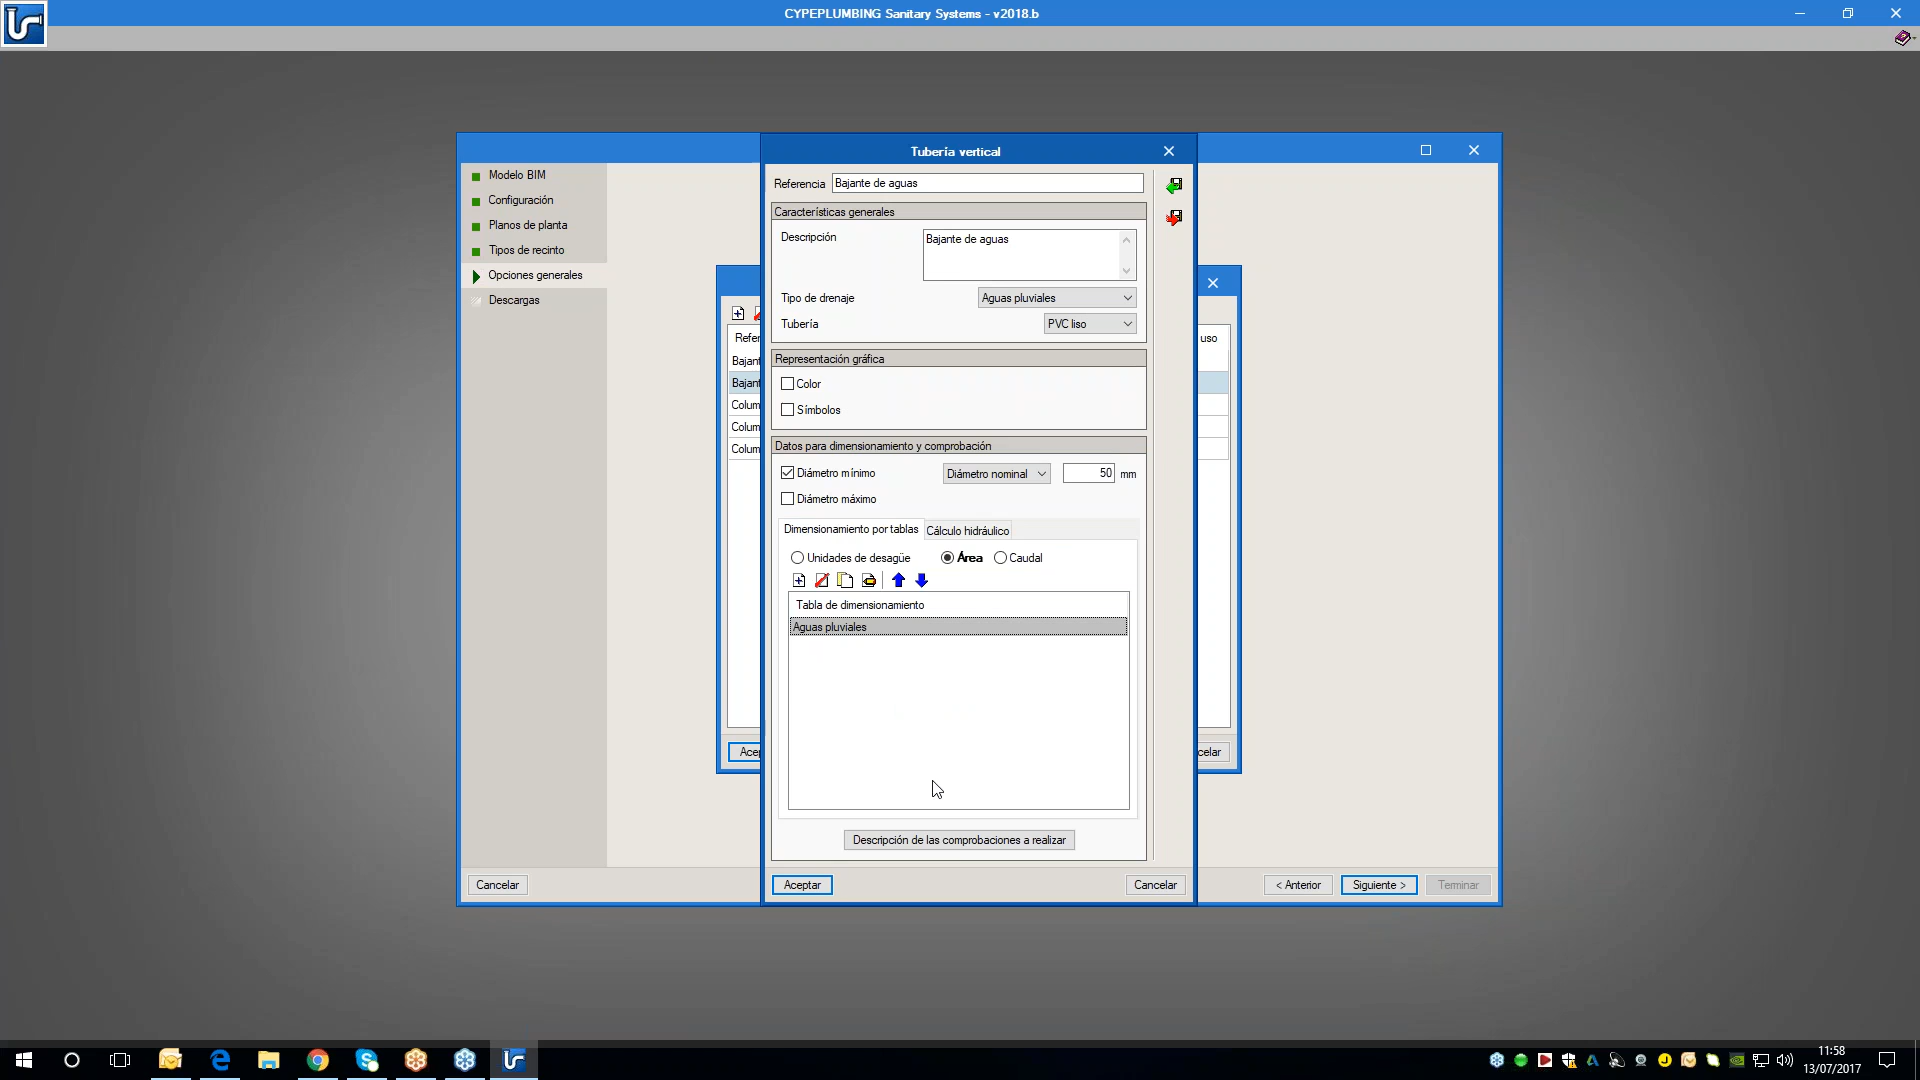 CYPEPLUMBING Sanitary Systems - v2018.b
Tubería vertical
Modelo BIM
Configuración
Planos de planta
Tipos de recinto
Opciones generales
Descargas
Referencia Bajante de aguas
Características generales
Descripción Bajante de aguas
Tipo de drenaje Aguas pluviales
Tubería PVC liso
Representación gráfica
Color
Símbolos
Datos para dimensionamiento y comprobación
Diámetro mínimo Diámetro nominal 50 mm
Diámetro máximo
Dimensionamiento por tablas Cálculo hidráulico
Unidades de desagüe Área Caudal
Tabla de dimensionamiento
Aguas pluviales
Descripción de las comprobaciones a realizar
Aceptar Cancelar
Refer uso
Bajant
Bajant
Colum
Colum
Colum
Acep celar
Cancelar < Anterior Siguiente > Terminar
11:58
13/07/2017